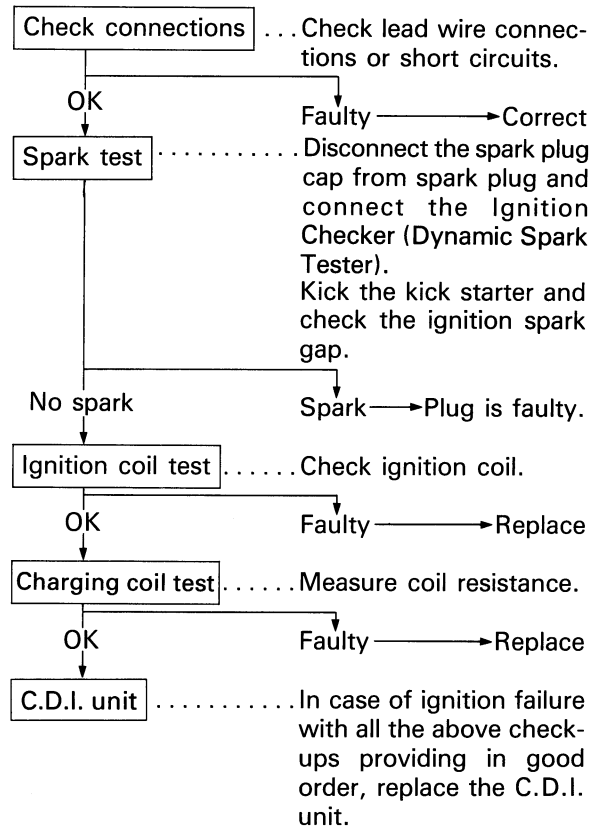 Check connections ... Check lead wire connec-
tions or short circuits.
OK
Faulty Correct
Spark test .......... Disconnect the spark plug
cap from spark plug and
connect the Ignition
Checker (Dynamic Spark
Tester).
Kick the kick starter and
check the ignition spark
gap.
No spark Spark Plug is faulty.
Ignition coil test ...... Check ignition coil.
OK Faulty Replace
Charging coil test ...... Measure coil resistance.
OK Faulty Replace
C.D.I. unit .......... In case of ignition failure
with all the above check-
ups providing in good
order, replace the C.D.I.
unit.